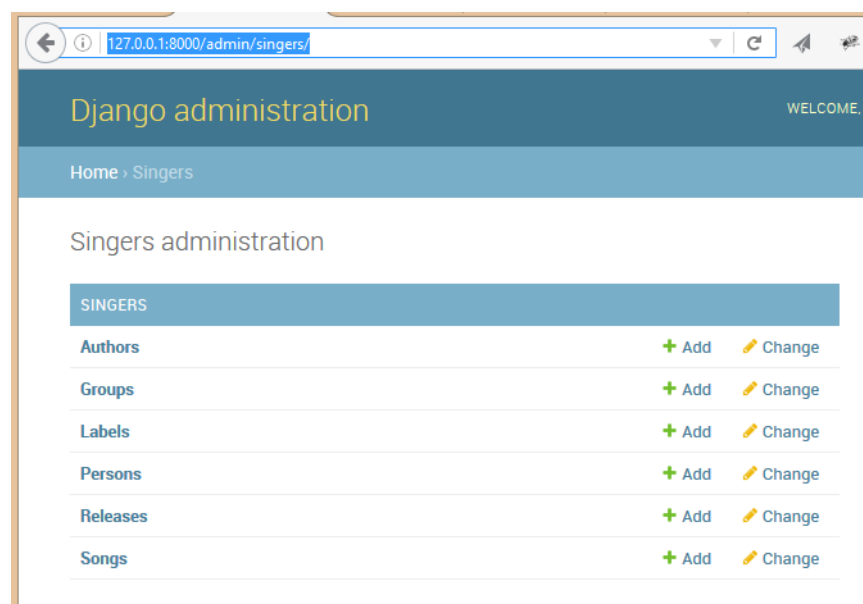 127.0.0.1:8000/admin/singers/
Django administration
WELCOME,
Home › Singers
Singers administration
SINGERS
Authors Add Change
Groups Add Change
Labels Add Change
Persons Add Change
Releases Add Change
Songs Add Change